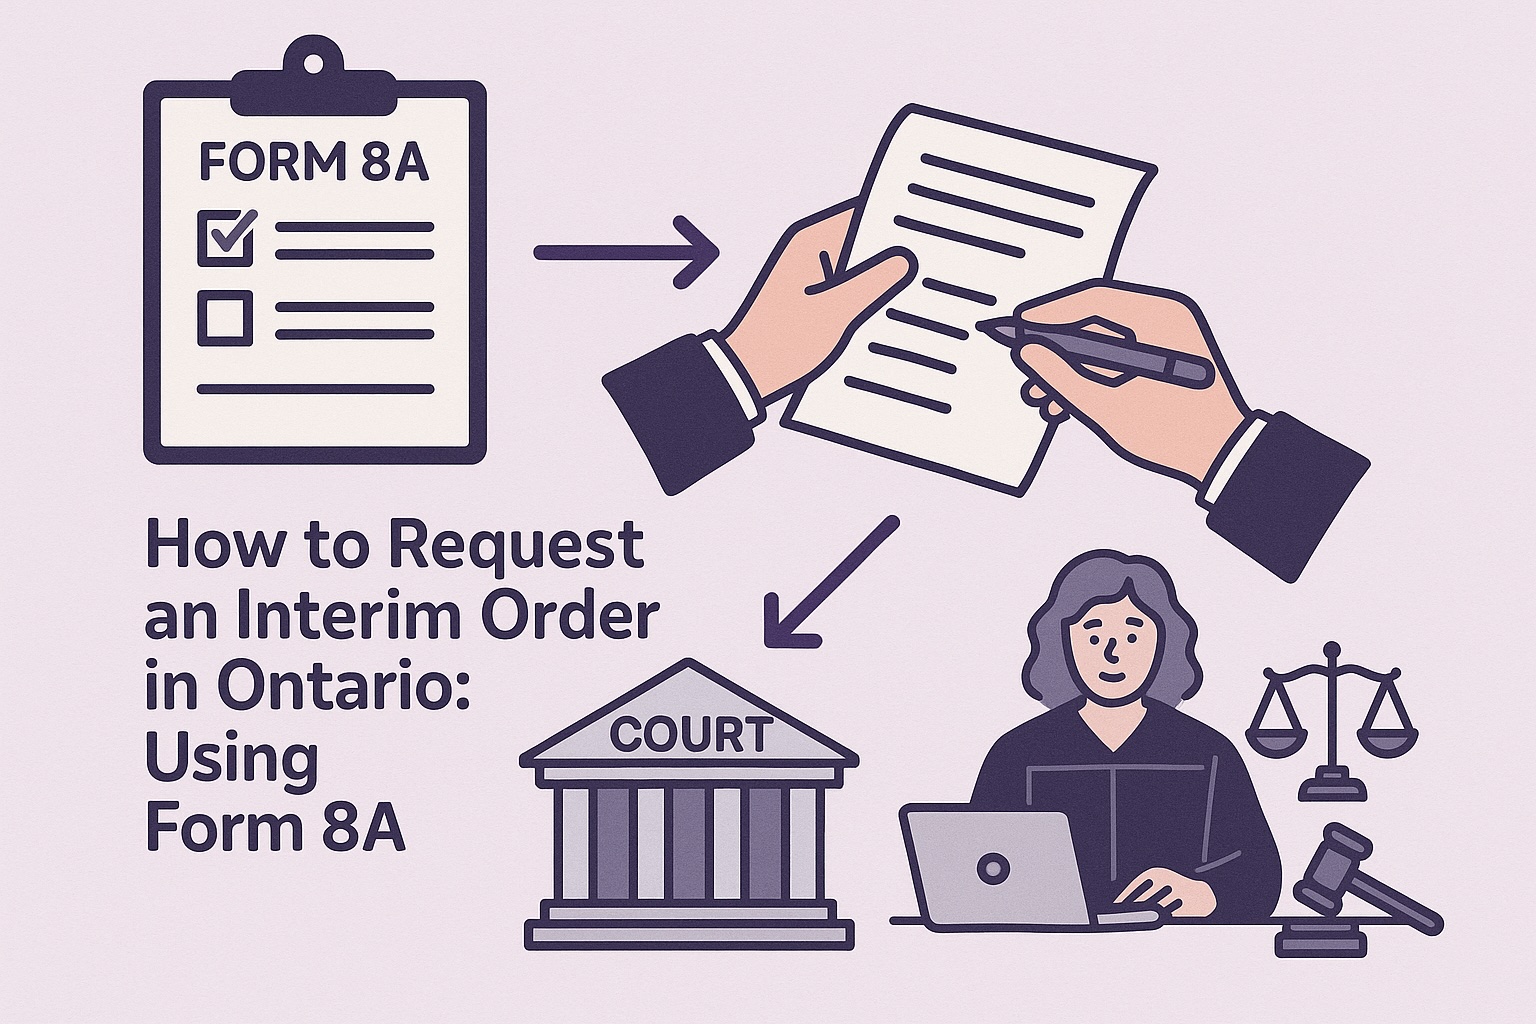 FORM 8A
How to Request
an Interim Order
in Ontario:
Using
Form 8A
COURT